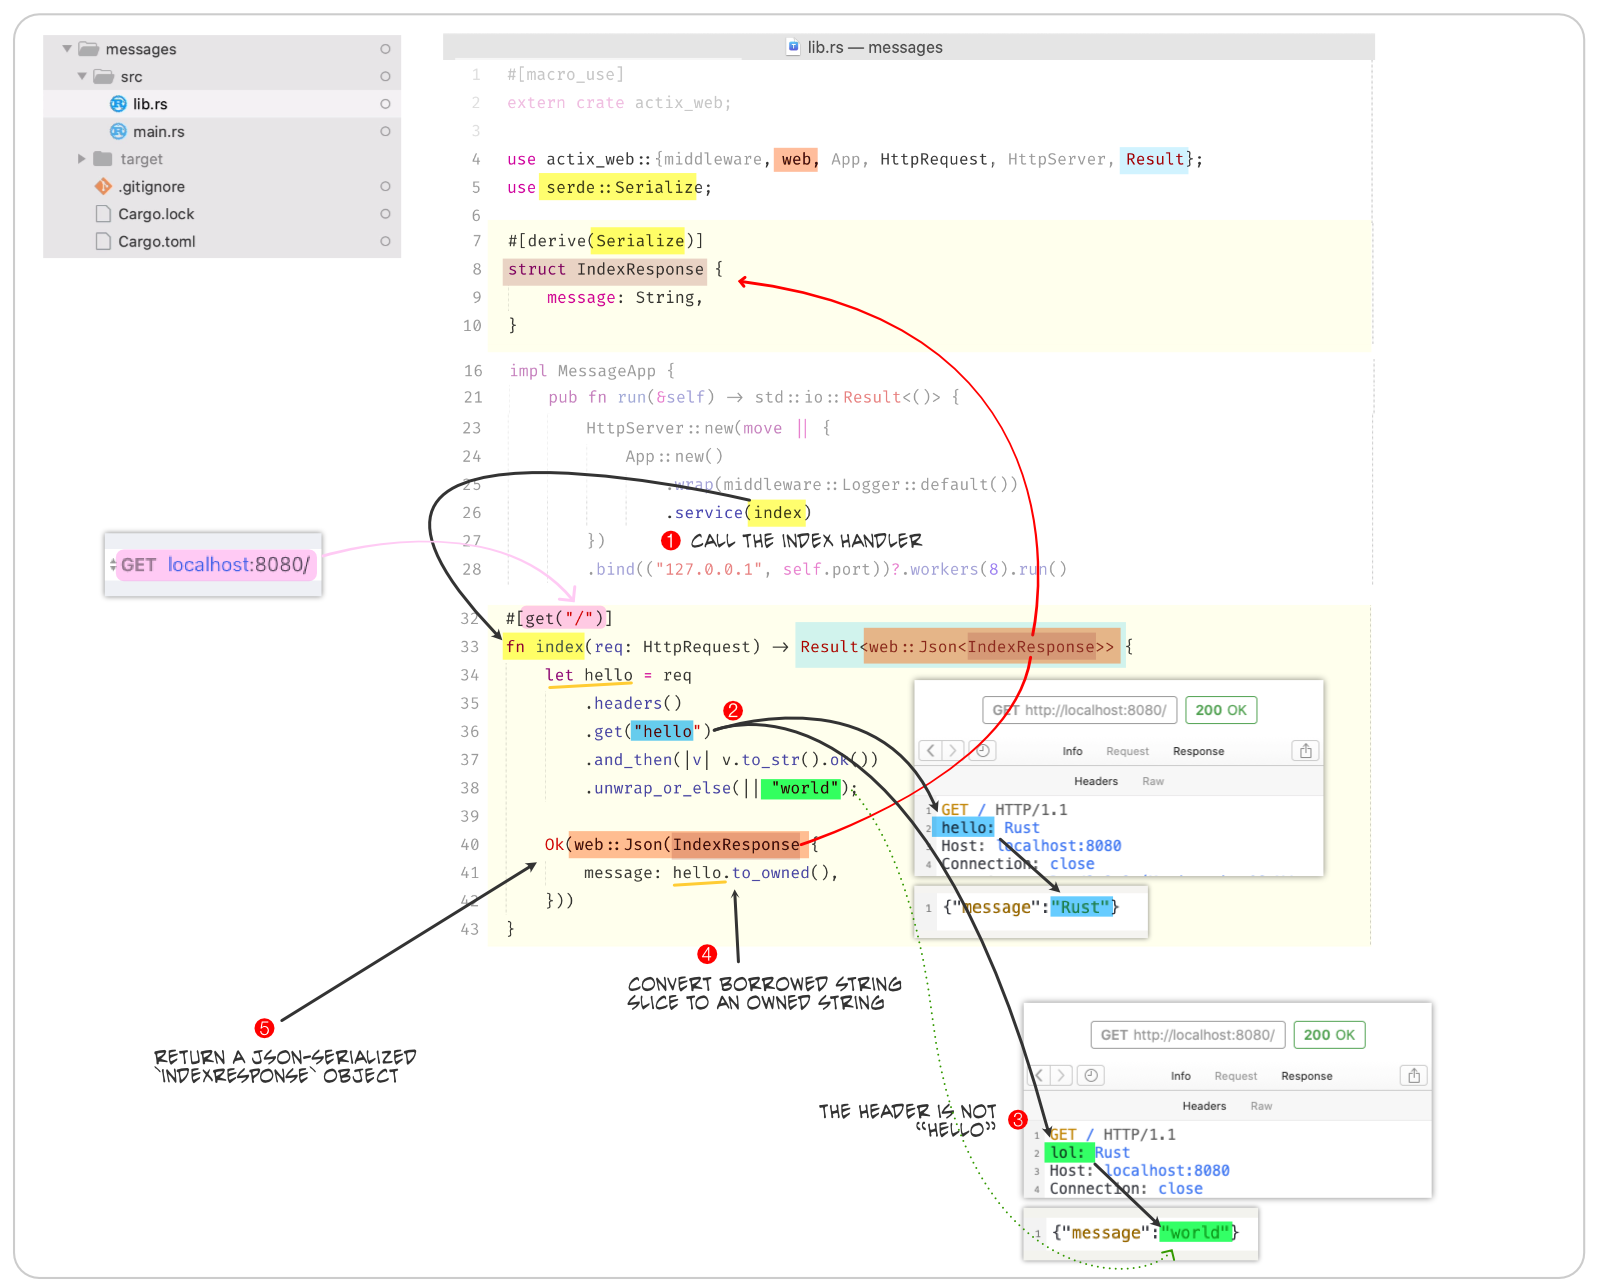 messages
src
lib.rs
main.rs
target
.gitignore
Cargo.lock
Cargo.toml
lib.rs — messages
1 #[macro_use]
2 extern crate actix_web;
3
4 use actix_web::{middleware, web, App, HttpRequest, HttpServer, Result};
5 use serde::Serialize;
6
7 #[derive(Serialize)]
8 struct IndexResponse {
9 message: String,
10 }
16 impl MessageApp {
21 pub fn run(&self) -> std::io::Result<()> {
23 HttpServer::new(move || {
24 App::new()
25 .wrap(middleware::Logger::default())
26 .service(index)
27 })
1 CALL THE INDEX HANDLER
28 .bind(("127.0.0.1", self.port))?.workers(8).run()
GET localhost:8080/
32 #[get("/")]
33 fn index(req: HttpRequest) -> Result<web::Json<IndexResponse>> {
34 let hello = req
35 .headers()
36 .get("hello")
2
37 .and_then(|v| v.to_str().ok())
38 .unwrap_or_else(|| "world");
39
40 Ok(web::Json(IndexResponse {
41 message: hello.to_owned(),
42 }))
43 }
GET http://localhost:8080/ 200 OK
Info Request Response
Headers Raw
1 GET / HTTP/1.1
2 hello: Rust
Host: localhost:8080
4 Connection: close
1 {"message":"Rust"}
4
CONVERT BORROWED STRING
SLICE TO AN OWNED STRING
5
RETURN A JSON-SERIALIZED
`INDEXRESPONSE` OBJECT
GET http://localhost:8080/ 200 OK
Info Request Response
Headers Raw
THE HEADER IS NOT
"HELLO"
3
1 GET / HTTP/1.1
2 lol: Rust
3 Host: localhost:8080
4 Connection: close
1 {"message":"world"}